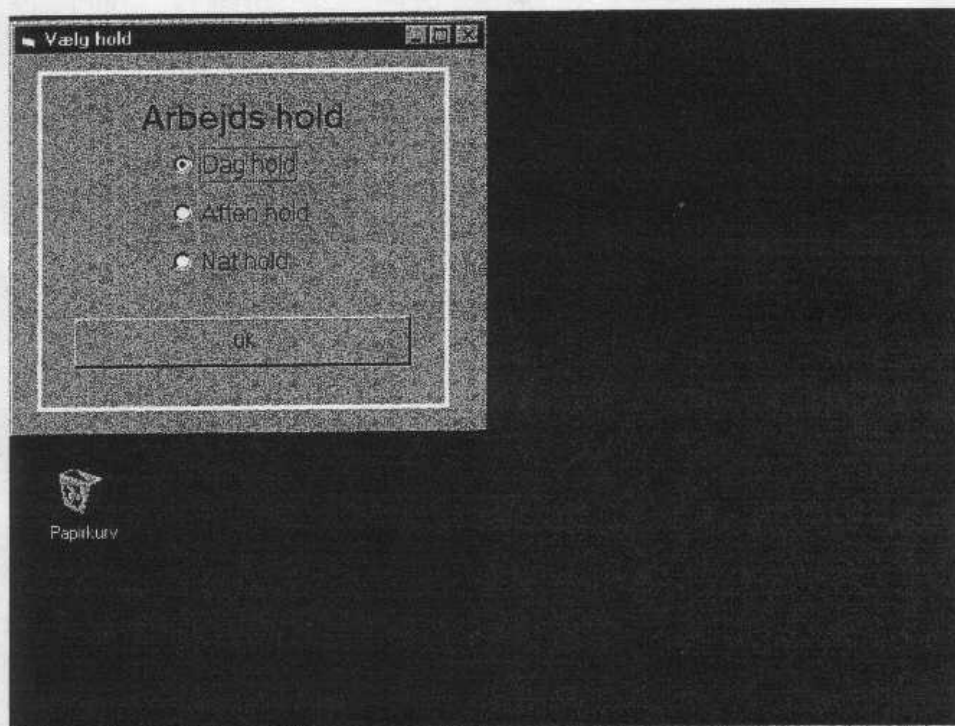 Vælg hold
Arbejds hold
Dag hold
Aften hold
Nat hold
ok
Papirkurv